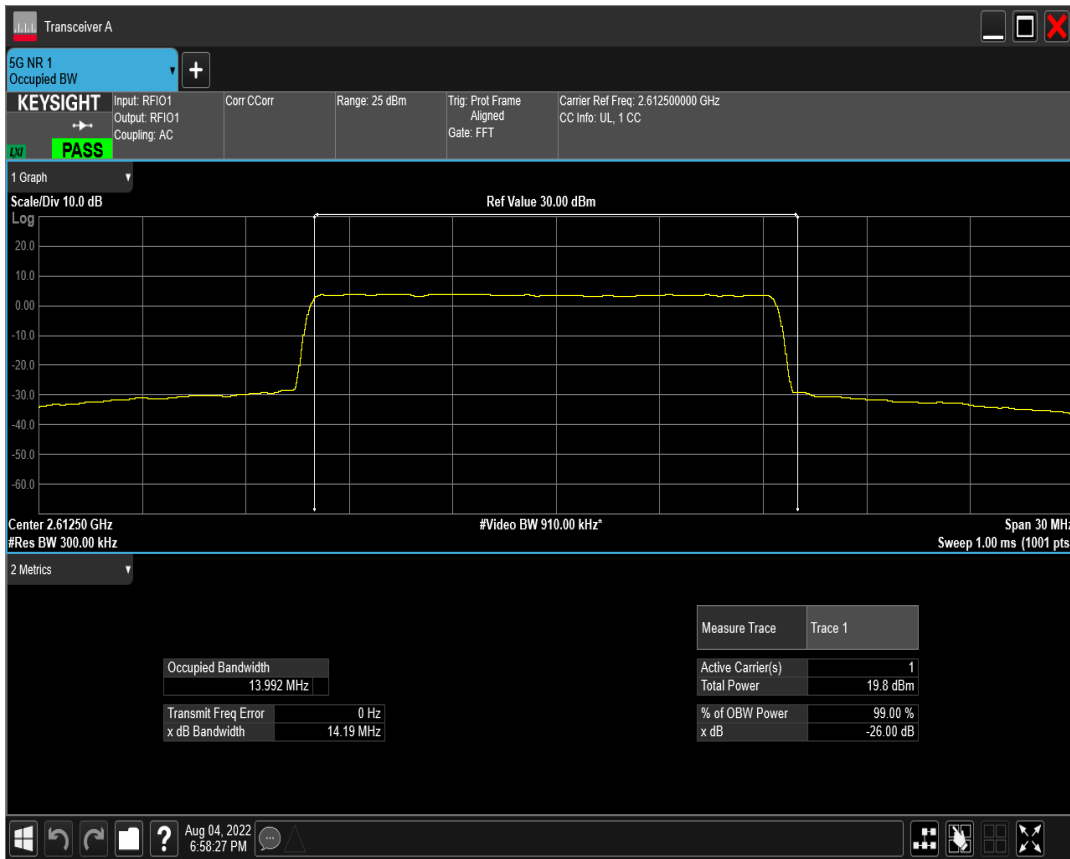 Transceiver A
5G NR 1
Occupied BW
KEYSIGHT
LXI
PASS
Input: RFIO1
Output: RFIO1
Coupling: AC
Corr CCorr
Range: 25 dBm
Trig: Prot Frame
Aligned
Gate: FFT
Carrier Ref Freq: 2.612500000 GHz
CC Info: UL, 1 CC
1 Graph
Scale/Div 10.0 dB
Ref Value 30.00 dBm
Log
20.0
10.0
0.00
-10.0
-20.0
-30.0
-40.0
-50.0
-60.0
Center 2.61250 GHz
#Video BW 910.00 kHz*
Span 30 MHz
#Res BW 300.00 kHz
Sweep 1.00 ms (1001 pts
2 Metrics
Measure Trace Trace 1
Occupied Bandwidth
13.992 MHz
Active Carrier(s) 1
Total Power 19.8 dBm
Transmit Freq Error 0 Hz
x dB Bandwidth 14.19 MHz
% of OBW Power 99.00 %
x dB -26.00 dB
?
Aug 04, 2022
6:58:27 PM